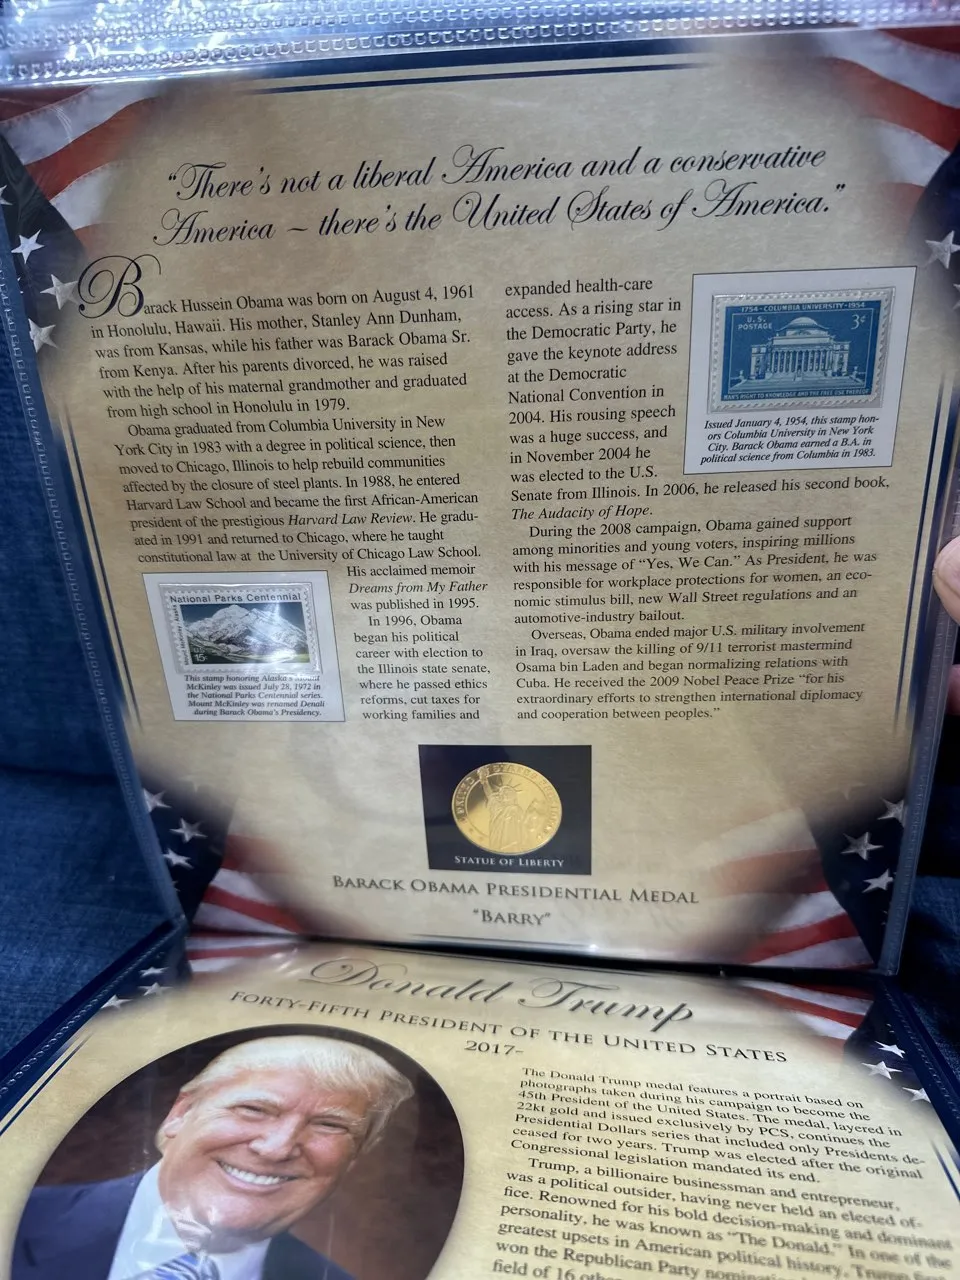 “There’s not a liberal America and a conservative
America ~ there’s the United States of America.”
Barack Hussein Obama was born on August 4, 1961
in Honolulu, Hawaii. His mother, Stanley Ann Dunham,
was from Kansas, while his father was Barack Obama Sr.
from Kenya. After his parents divorced, he was raised
with the help of his maternal grandmother and graduated
from high school in Honolulu in 1979.
Obama graduated from Columbia University in New
York City in 1983 with a degree in political science, then
moved to Chicago, Illinois to help rebuild communities
affected by the closure of steel plants. In 1988, he entered
Harvard Law School and became the first African-American
president of the prestigious Harvard Law Review. He gradu-
ated in 1991 and returned to Chicago, where he taught
constitutional law at the University of Chicago Law School.
His acclaimed memoir
Dreams from My Father
was published in 1995.
In 1996, Obama
began his political
career with election to
the Illinois state senate,
where he passed ethics
reforms, cut taxes for
working families and
National Parks Centennial
15c
This stamp honoring Alaska's Mount
McKinley was issued July 28, 1972 in
the National Parks Centennial series.
Mount McKinley was renamed Denali
during Barack Obama's Presidency.
expanded health-care
access. As a rising star in
the Democratic Party, he
gave the keynote address
at the Democratic
National Convention in
2004. His rousing speech
was a huge success, and
in November 2004 he
was elected to the U.S.
Senate from Illinois. In 2006, he released his second book,
The Audacity of Hope.
During the 2008 campaign, Obama gained support
among minorities and young voters, inspiring millions
with his message of “Yes, We Can.” As President, he was
responsible for workplace protections for women, an eco-
nomic stimulus bill, new Wall Street regulations and an
automotive-industry bailout.
Overseas, Obama ended major U.S. military involvement
in Iraq, oversaw the killing of 9/11 terrorist mastermind
Osama bin Laden and began normalizing relations with
Cuba. He received the 2009 Nobel Peace Prize “for his
extraordinary efforts to strengthen international diplomacy
and cooperation between peoples.”
1754·COLUMBIA UNIVERSITY·1954
U.S.
POSTAGE
3¢
MAN'S RIGHT TO KNOWLEDGE AND THE FREE USE THEREOF
Issued January 4, 1954, this stamp hon-
ors Columbia University in New York
City. Barack Obama earned a B.A. in
political science from Columbia in 1983.
STATUE OF LIBERTY
BARACK OBAMA PRESIDENTIAL MEDAL
“BARRY”
Donald Trump
FORTY-FIFTH PRESIDENT OF THE UNITED STATES
2017-
The Donald Trump medal features a portrait based on
photographs taken during his campaign to become the
45th President of the United States. The medal, layered in
22kt gold and issued exclusively by PCS, continues the
Presidential Dollars series that included only Presidents de-
ceased for two years. Trump was elected after the original
Congressional legislation mandated its end.
Trump, a billionaire businessman and entrepreneur,
was a political outsider, having never held an elected of-
fice. Renowned for his bold decision-making and dominant
personality, he was known as “The Donald.” In one of the
greatest upsets in American political history, Trump
won the Republican Party
field of 16